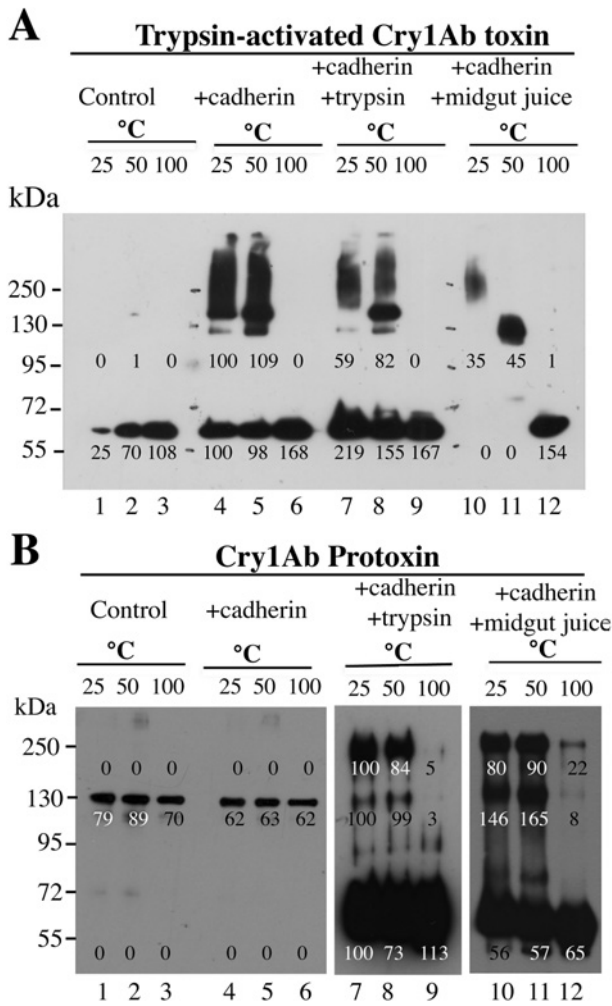 A
Trypsin-activated Cry1Ab toxin
+cadherin +cadherin
Control +cadherin +trypsin +midgut juice
°C °C °C °C
25 50 100 25 50 100 25 50 100 25 50 100
kDa
250
130
95
0 1 0 100 109 0 59 82 0 35 45 1
72
55
25 70 108 100 98 168 219 155 167 0 0 154
1 2 3 4 5 6 7 8 9 10 11 12
B
Cry1Ab Protoxin
+cadherin +cadherin
Control +cadherin +trypsin +midgut juice
°C °C °C °C
25 50 100 25 50 100 25 50 100 25 50 100
kDa
250
0 0 0 0 0 0 100 84 5 80 90 22
130
79 89 70 62 63 62 100 99 3 146 165 8
95
72
55
0 0 0 0 0 0 100 73 113 56 57 65
1 2 3 4 5 6 7 8 9 10 11 12